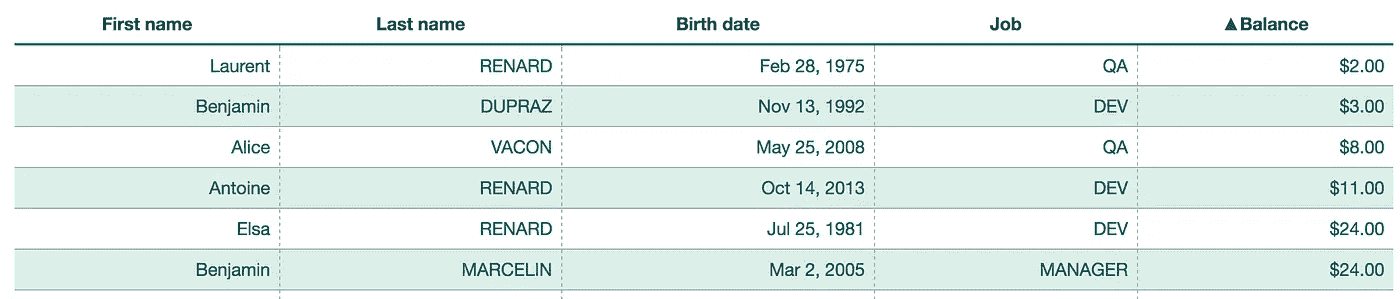 First name Last name Birth date Job ▲Balance
Laurent RENARD Feb 28, 1975 QA $2.00
Benjamin DUPRAZ Nov 13, 1992 DEV $3.00
Alice VACON May 25, 2008 QA $8.00
Antoine RENARD Oct 14, 2013 DEV $11.00
Elsa RENARD Jul 25, 1981 DEV $24.00
Benjamin MARCELIN Mar 2, 2005 MANAGER $24.00